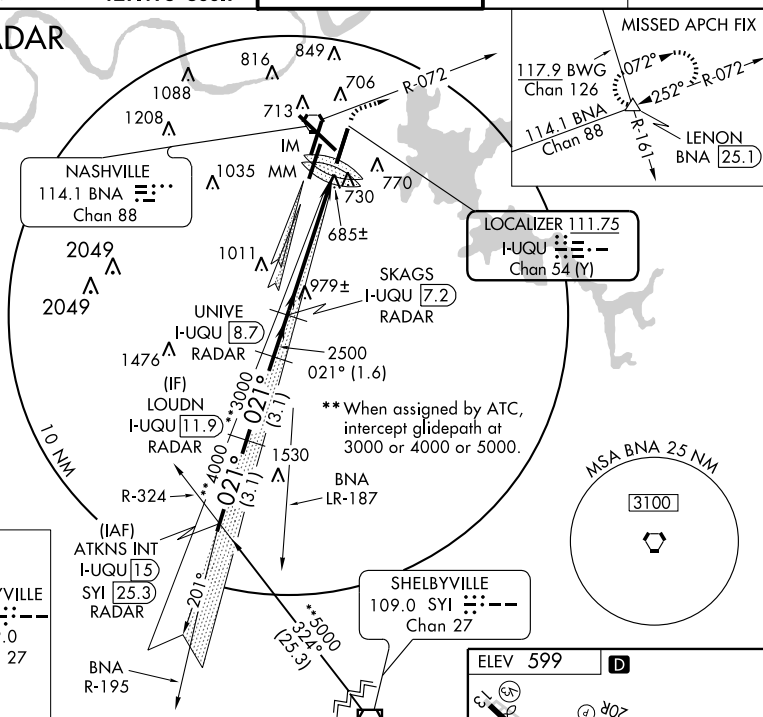 ADAR
MISSED APCH FIX
849
816
1088
706
713
1208
R-072
117.9 BWG
Chan 126
072°
252°
R-072
114.1 BNA
Chan 88
R-161
LENON
BNA 25.1
IM
MM
NASHVILLE
114.1 BNA
Chan 88
1035
770
730
685±
LOCALIZER 111.75
I-UQU
Chan 54 (Y)
2049
2049
1011
979±
SKAGS
I-UQU 7.2
RADAR
UNIVE
I-UQU 8.7
RADAR
1476
2500
021° (1.6)
(IF)
LOUDN
I-UQU 11.9
RADAR
**3000
021°
(3.1)
** When assigned by ATC,
intercept glidepath at
3000 or 4000 or 5000.
10 NM
**4000
021°
(3.1)
1530
R-324
BNA
LR-187
MSA BNA 25 NM
3100
(IAF)
ATKNS INT
I-UQU 15
SYI 25.3
RADAR
201°
**5000
324°
(25.3)
SHELBYVILLE
109.0 SYI
Chan 27
YVILLE
.0
27
BNA
R-195
ELEV 599
D
13
P